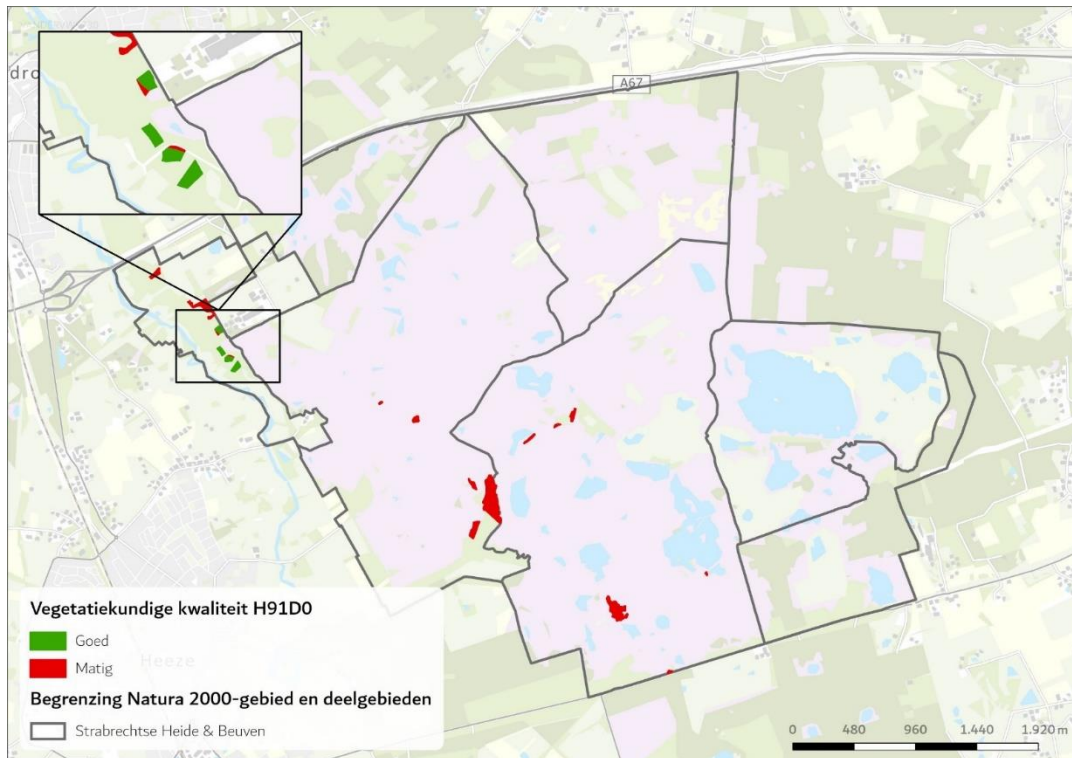 dro
A67
Vegetatiekundige kwaliteit H91D0
Goed
Matig
Heeze
Begrenzing Natura 2000-gebied en deelgebieden
Strabrechtse Heide & Beuven
0 480 960 1.440 1.920 m